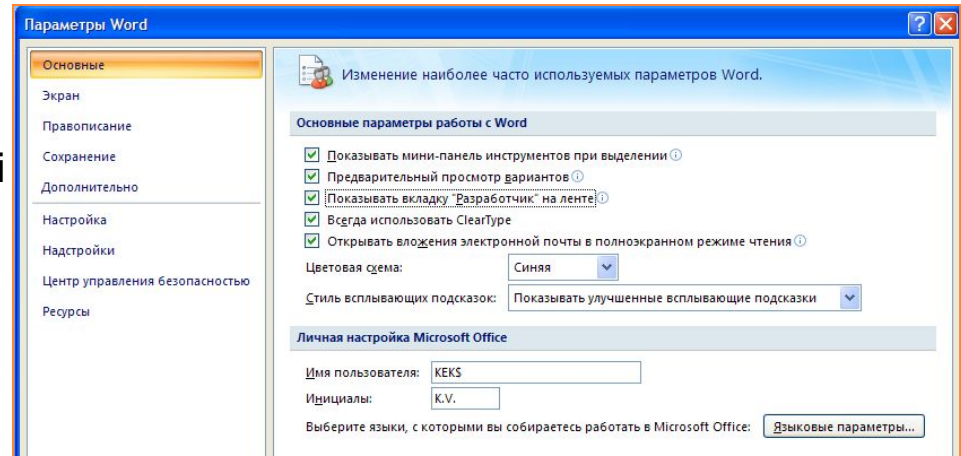 Параметры Word
Основные
Экран
Правописание
Сохранение
Дополнительно
Настройка
Надстройки
Центр управления безопасностью
Ресурсы
i
Изменение наиболее часто используемых параметров Word.
Основные параметры работы с Word
Показывать мини-панель инструментов при выделении
Предварительный просмотр вариантов
Показывать вкладку "Разработчик" на ленте
Всегда использовать ClearType
Открывать вложения электронной почты в полноэкранном режиме чтения
Цветовая схема: Синяя
Стиль всплывающих подсказок: Показывать улучшенные всплывающие подсказки
Личная настройка Microsoft Office
Имя пользователя: KEKS
Инициалы: K.V.
Выберите языки, с которыми вы собираетесь работать в Microsoft Office: Языковые параметры...